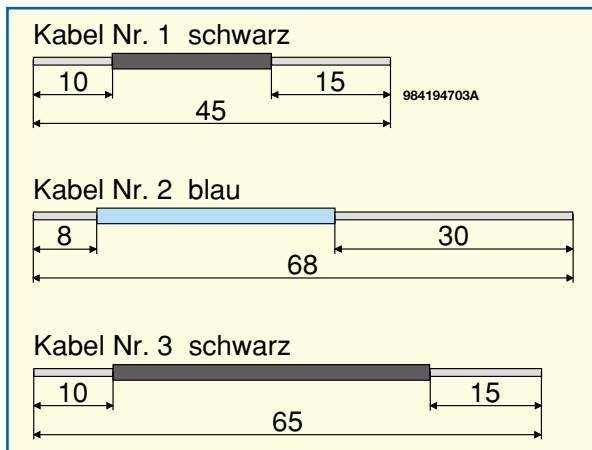 Kabel Nr. 1 schwarz
10 15
984194703A
45
Kabel Nr. 2 blau
8 30
68
Kabel Nr. 3 schwarz
10 15
65